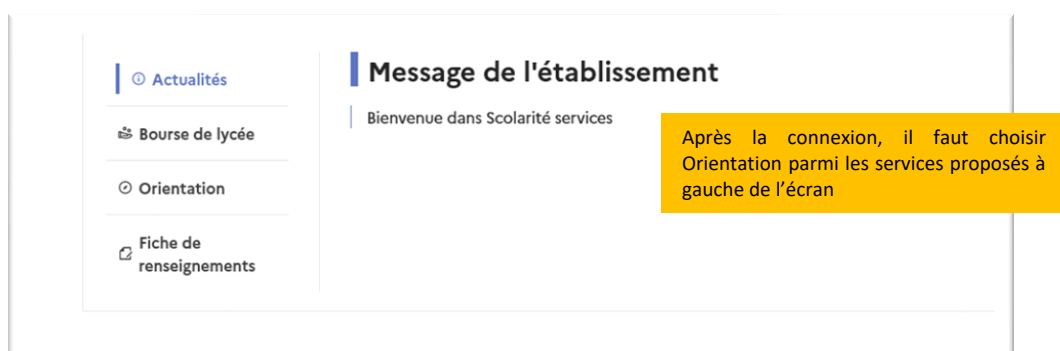 Actualités
Bourse de lycée
Orientation
Fiche de
renseignements
Message de l'établissement
Bienvenue dans Scolarité services
Après la connexion, il faut choisir
Orientation parmi les services proposés à
gauche de l’écran